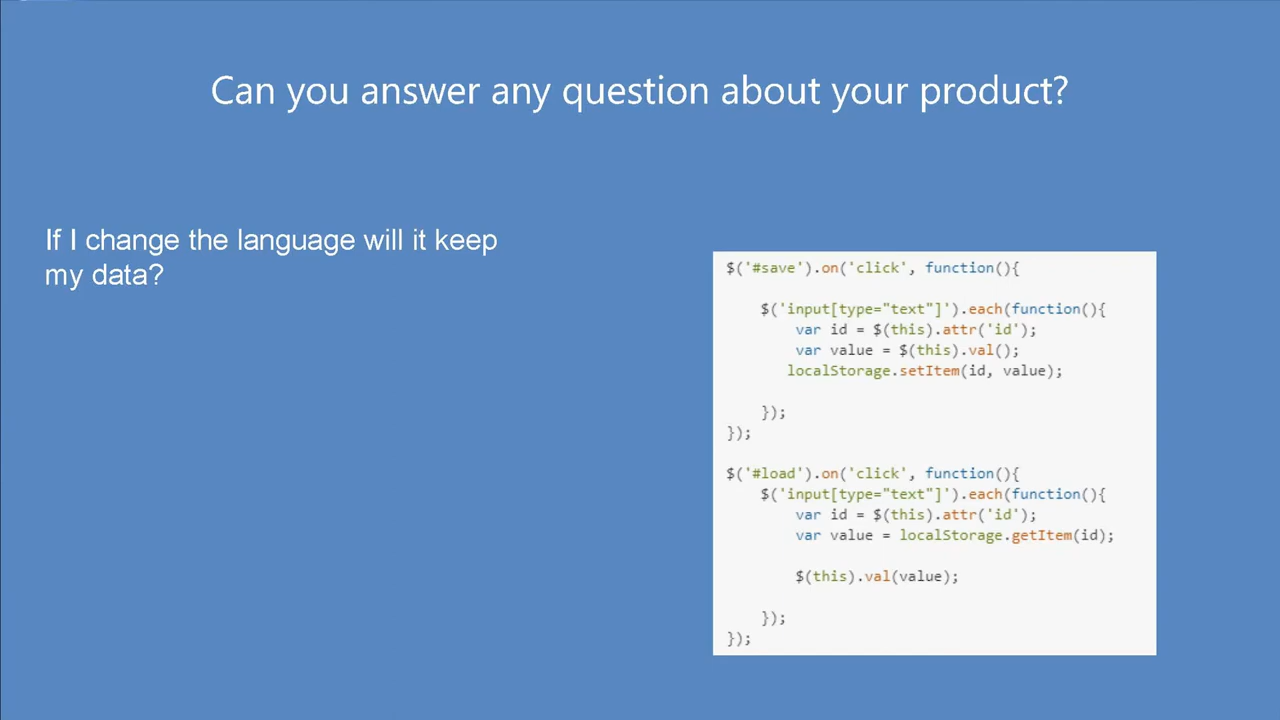 Can you answer any question about your product?
If I change the language will it keep
my data?
$('#save').on('click', function(){
$('input[type="text"]').each(function(){
var id = $(this).attr('id');
var value = $(this).val();
localStorage.setItem(id, value);
});
});
$('#load').on('click', function(){
$('input[type="text"]').each(function(){
var id = $(this).attr('id');
var value = localStorage.getItem(id);
$(this).val(value);
});
});